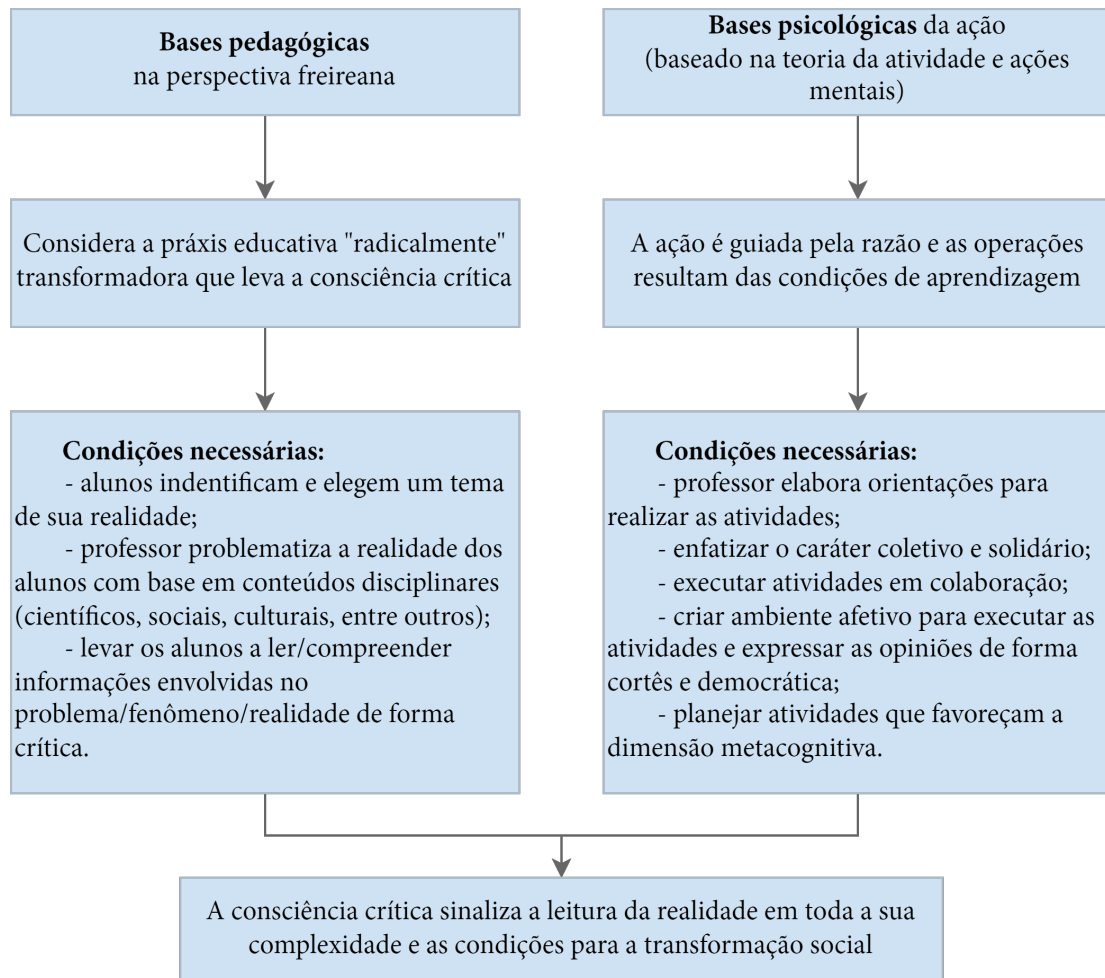 Bases pedagógicas
na perspectiva freireana
Bases psicológicas da ação
(baseado na teoria da atividade e ações
mentais)
Considera a práxis educativa "radicalmente"
transformadora que leva a consciência crítica
A ação é guiada pela razão e as operações
resultam das condições de aprendizagem
Condições necessárias:
- alunos indentificam e elegem um tema
de sua realidade;
- professor problematiza a realidade dos
alunos com base em conteúdos disciplinares
(científicos, sociais, culturais, entre outros);
- levar os alunos a ler/compreender
informações envolvidas no
problema/fenômeno/realidade de forma
crítica.
Condições necessárias:
- professor elabora orientações para
realizar as atividades;
- enfatizar o caráter coletivo e solidário;
- executar atividades em colaboração;
- criar ambiente afetivo para executar as
atividades e expressar as opiniões de forma
cortês e democrática;
- planejar atividades que favoreçam a
dimensão metacognitiva.
A consciência crítica sinaliza a leitura da realidade em toda a sua
complexidade e as condições para a transformação social